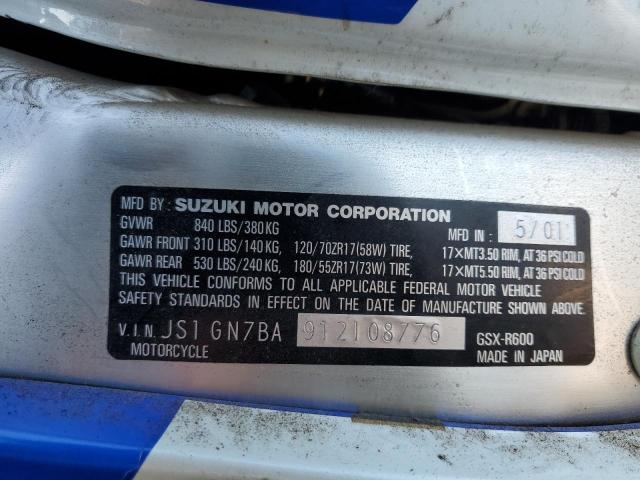 MFD BY: SUZUKI MOTOR CORPORATION
GVWR 840 LBS/380 KG MFD IN: 5/01
GAWR FRONT 310 LBS/140 KG, 120/70ZR17(58W) TIRE, 17×MT3.50 RIM, AT 36 PSI COLD
GAWR REAR 530 LBS/240 KG, 180/55ZR17(73W) TIRE, 17×MT5.50 RIM, AT 36 PSI COLD
THIS VEHICLE CONFORMS TO ALL APPLICABLE FEDERAL MOTOR VEHICLE
SAFETY STANDARDS IN EFFECT ON THE DATE OF MANUFACTURE SHOWN ABOVE.
V.I.N. JS1GN7BA912108776 GSX-R600
MOTORCYCLE MADE IN JAPAN